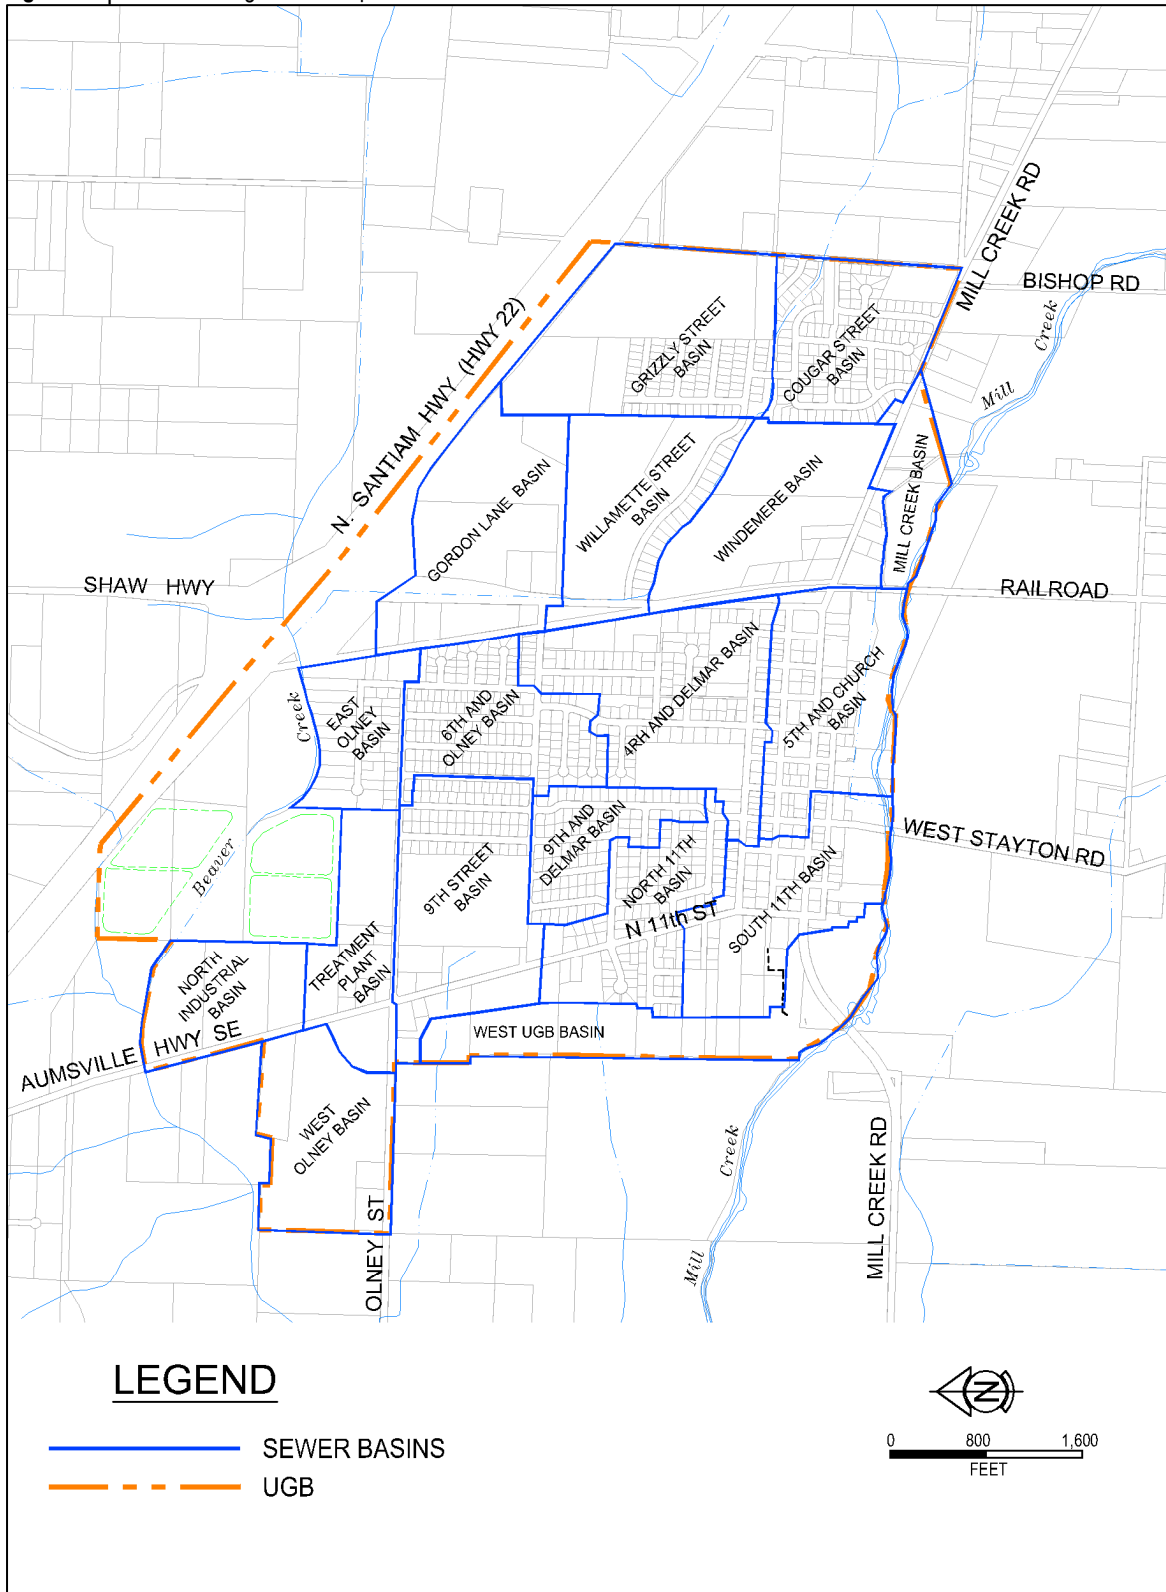 N. SANTIAM HWY (HWY 22)
MILL CREEK RD
BISHOP RD
Creek
Mill
GRIZZLY STREET
BASIN
COUGAR STREET
BASIN
GORDON LANE BASIN
WILLAMETTE STREET
BASIN
WINDEMERE BASIN
MILL CREEK BASIN
SHAW HWY
RAILROAD
Creek
EAST
OLNEY
BASIN
6TH AND
OLNEY BASIN
4RH AND DELMAR BASIN
5TH AND CHURCH
BASIN
WEST STAYTON RD
Beaver
9TH STREET
BASIN
9TH AND
DELMAR BASIN
NORTH 11TH
BASIN
N 11th ST
SOUTH 11TH BASIN
NORTH
INDUSTRIAL
BASIN
TREATMENT
PLANT
BASIN
AUMSVILLE HWY SE
WEST UGB BASIN
WEST
OLNEY BASIN
OLNEY ST
Creek
Mill
MILL CREEK RD
LEGEND
SEWER BASINS
UGB
N
0 800 1,600
FEET